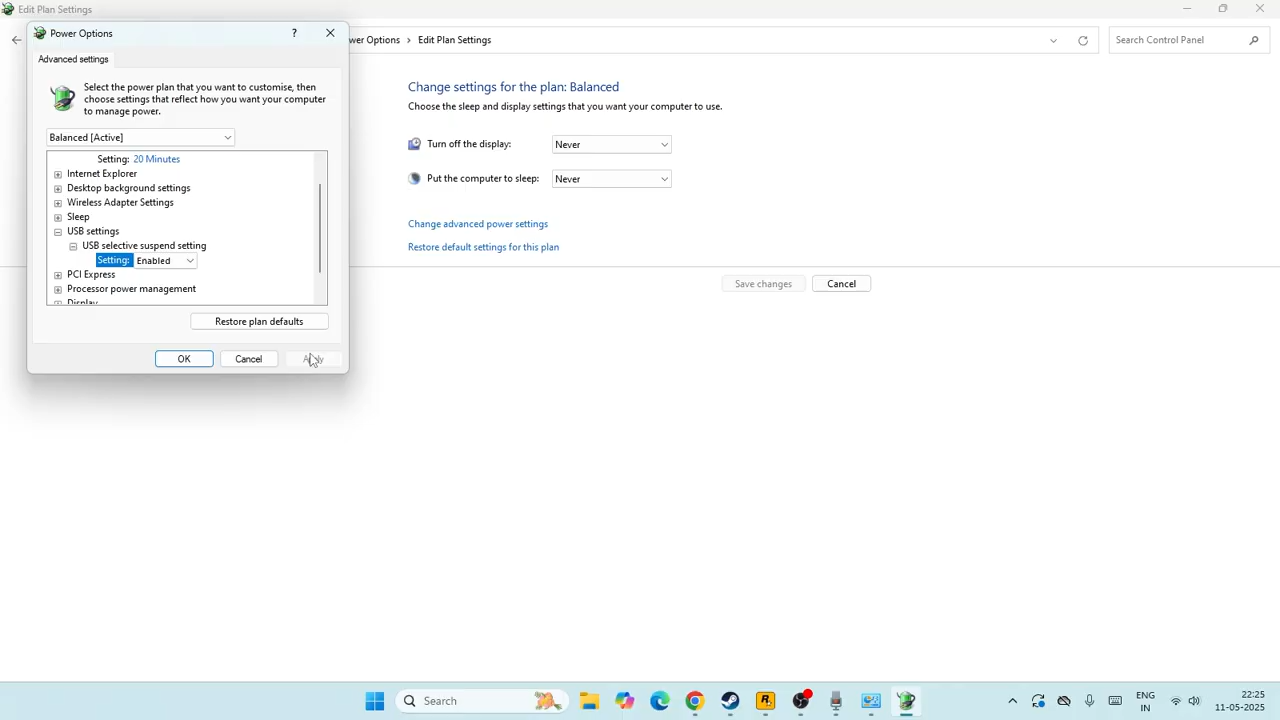 Edit Plan Settings
Power Options
?
wer Options > Edit Plan Settings
Search Control Panel
Advanced settings
Select the power plan that you want to customise, then
choose settings that reflect how you want your computer
to manage power.
Balanced [Active]
Setting: 20 Minutes
Internet Explorer
Desktop background settings
Wireless Adapter Settings
Sleep
USB settings
USB selective suspend setting
Setting: Enabled
PCI Express
Processor power management
Display
Restore plan defaults
OK
Cancel
Apply
Change settings for the plan: Balanced
Choose the sleep and display settings that you want your computer to use.
Turn off the display: Never
Put the computer to sleep: Never
Change advanced power settings
Restore default settings for this plan
Save changes
Cancel
Search
ENG
IN
22:25
11-05-2025